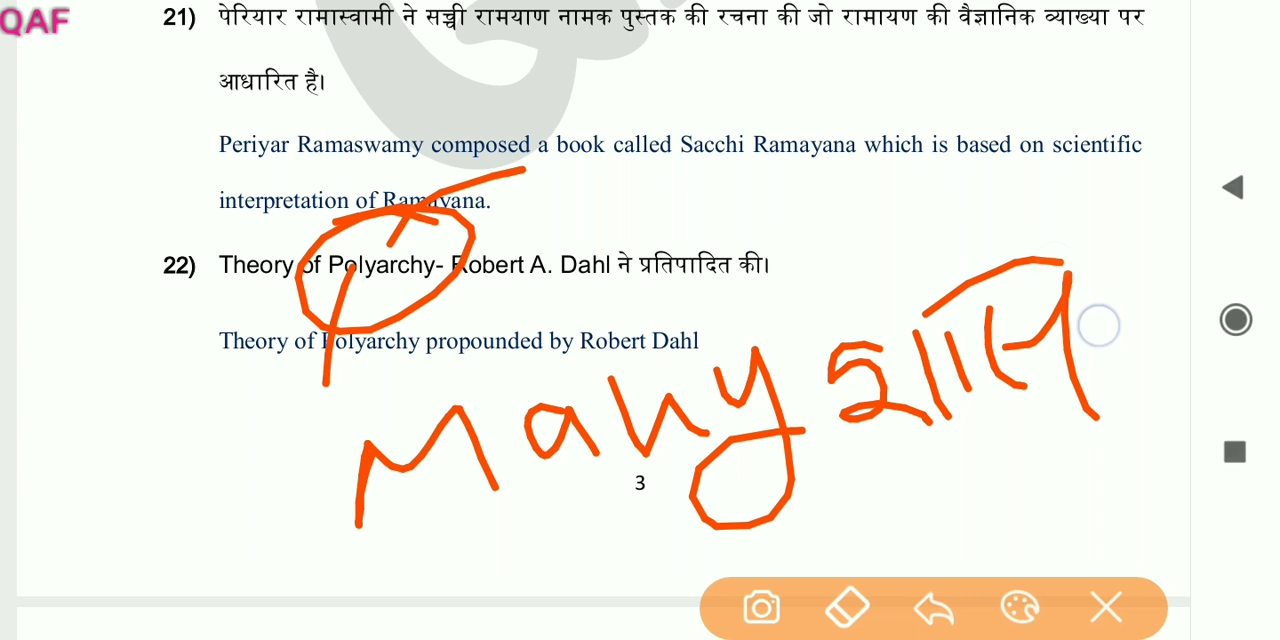 QAF
21) पेरियार रामास्वामी ने सच्ची रामयाण नामक पुस्तक की रचना की जो रामायण की वैज्ञानिक व्याख्या पर
आधारित है।
Periyar Ramaswamy composed a book called Sacchi Ramayana which is based on scientific
interpretation of Ramayana.
22) Theory of Polyarchy- Robert A. Dahl ने प्रतिपादित की।
Theory of Polyarchy propounded by Robert Dahl
Many शासन
3